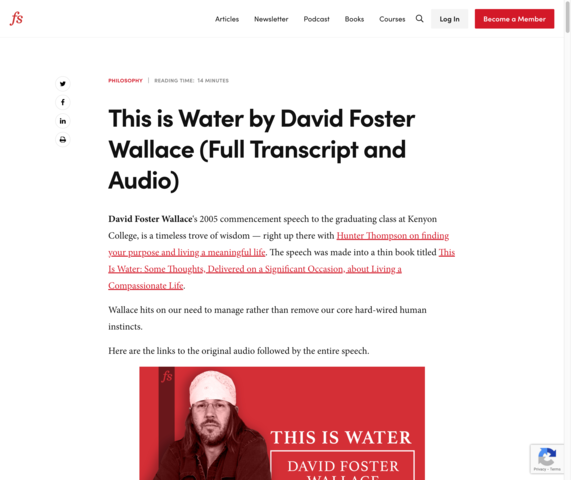 fs
Articles Newsletter Podcast Books Courses Log In Become a Member
PHILOSOPHY | READING TIME: 14 MINUTES
This is Water by David Foster
Wallace (Full Transcript and
Audio)
David Foster Wallace's 2005 commencement speech to the graduating class at Kenyon
College, is a timeless trove of wisdom — right up there with Hunter Thompson on finding
your purpose and living a meaningful life. The speech was made into a thin book titled This
Is Water: Some Thoughts, Delivered on a Significant Occasion, about Living a
Compassionate Life.
Wallace hits on our need to manage rather than remove our core hard-wired human
instincts.
Here are the links to the original audio followed by the entire speech.
fs
THIS IS WATER
DAVID FOSTER
WALLACE
Privacy - Terms